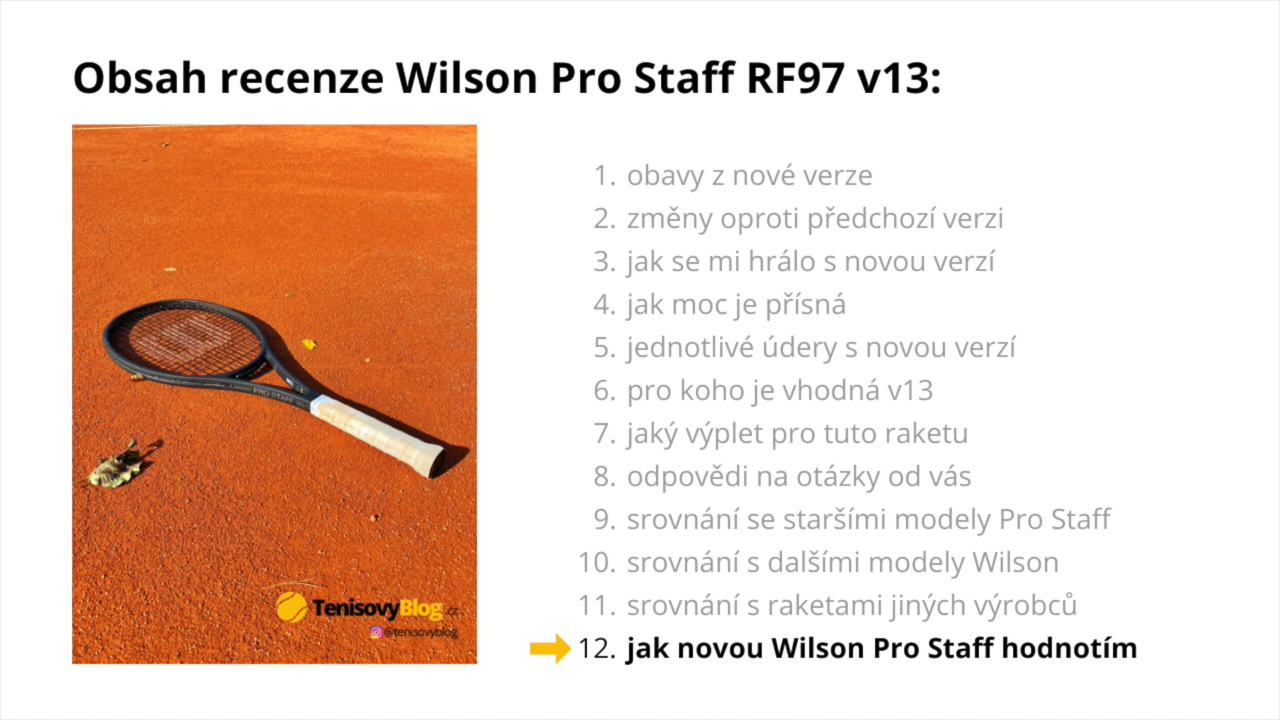 Obsah recenze Wilson Pro Staff RF97 v13:
1. obavy z nové verze
2. změny oproti předchozí verzi
3. jak se mi hrálo s novou verzí
4. jak moc je přísná
5. jednotlivé údery s novou verzí
6. pro koho je vhodná v13
7. jaký výplet pro tuto raketu
8. odpovědi na otázky od vás
9. srovnání se staršími modely Pro Staff
10. srovnání s dalšími modely Wilson
11. srovnání s raketami jiných výrobců
12. jak novou Wilson Pro Staff hodnotím
PRO STAFF
TenisovyBlog.cz
@tenisovyblog